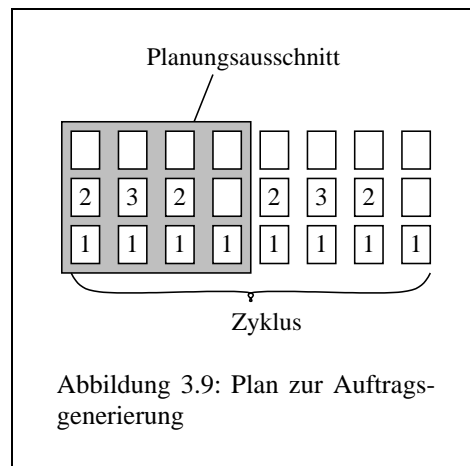 Planungsausschnitt
2 3 2 2 3 2
1 1 1 1 1 1 1 1
Zyklus
Abbildung 3.9: Plan zur Auftrags-
generierung